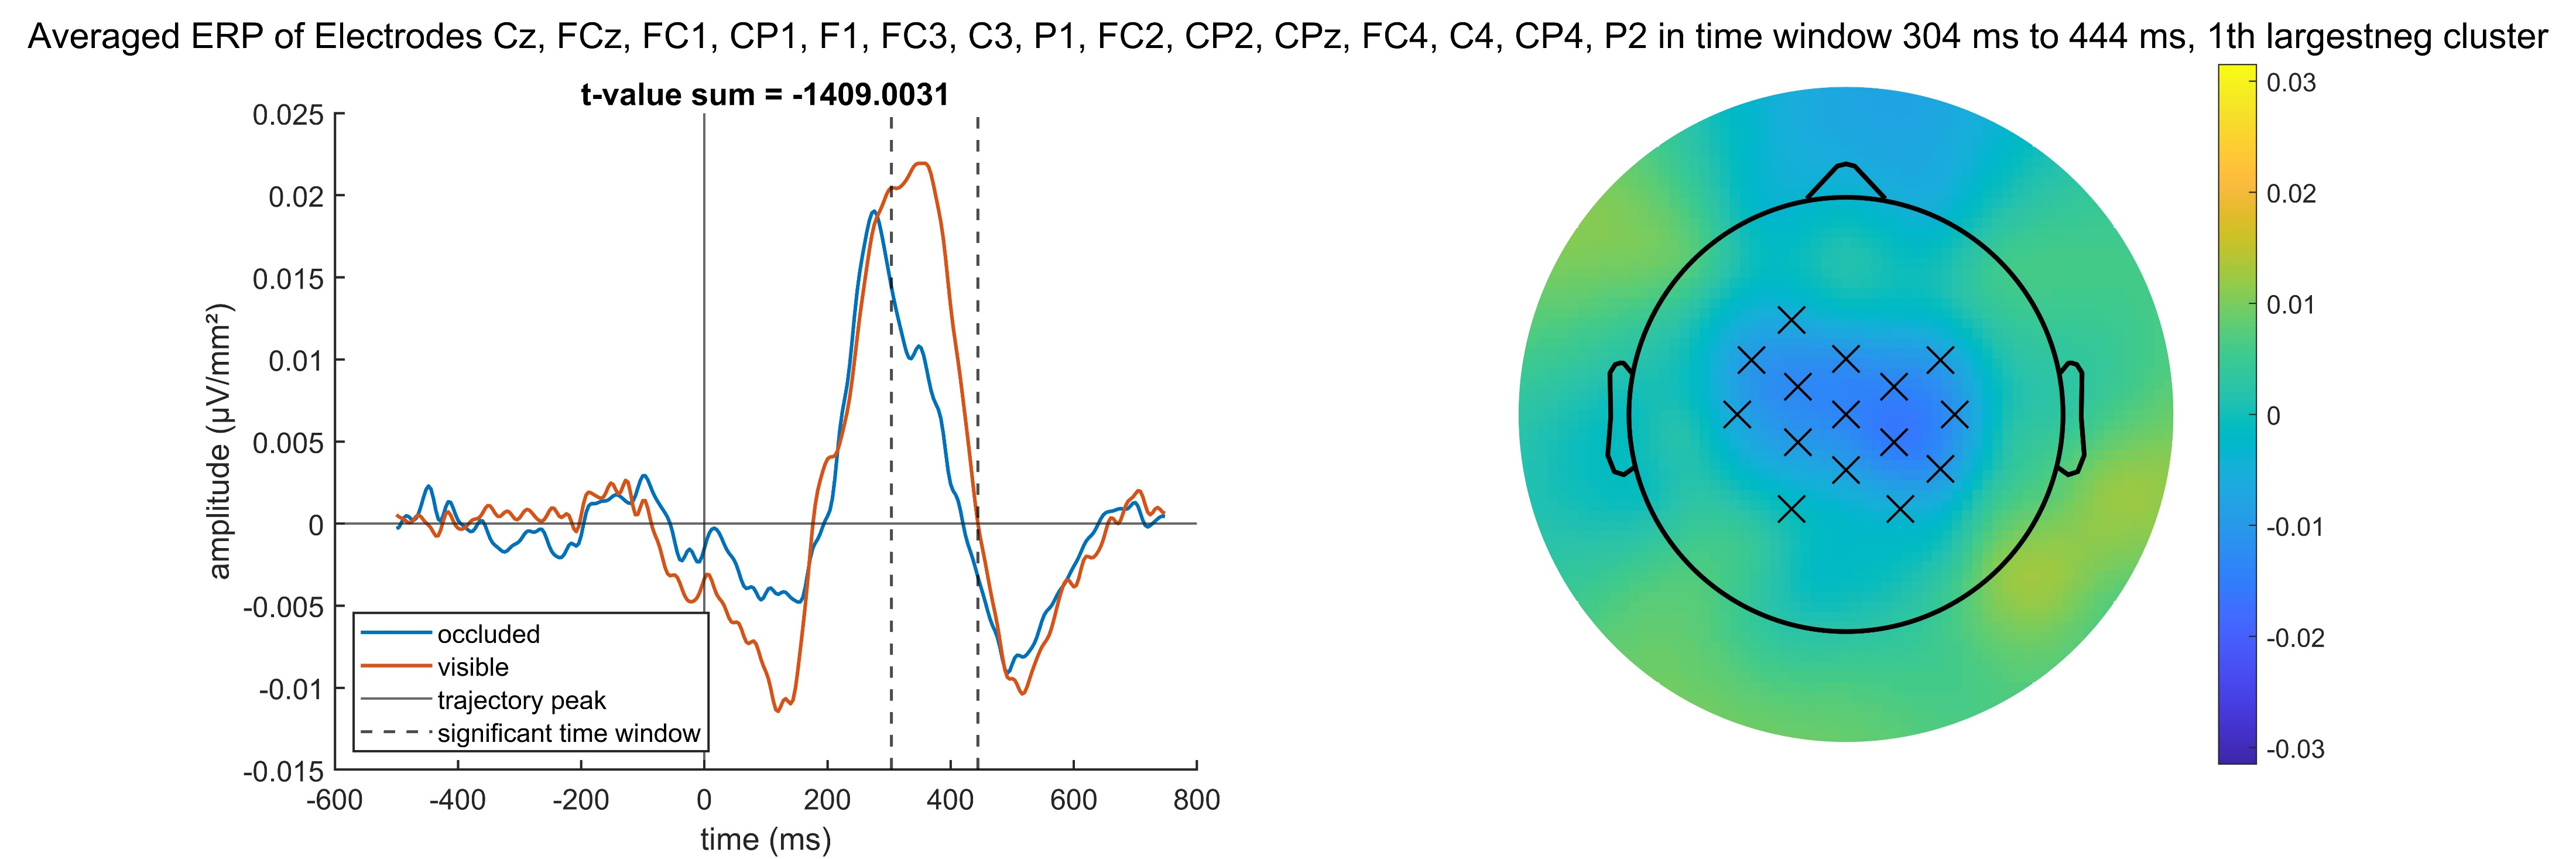 Averaged ERP of Electrodes Cz, FCz, FC1, CP1, F1, FC3, C3, P1, FC2, CP2, CPz, FC4, C4, CP4, P2 in time window 304 ms to 444 ms, 1th largestneg cluster
t-value sum = -1409.0031
amplitude (µV/mm²)
0.025
0.02
0.015
0.01
0.005
0
-0.005
-0.01
-0.015
occluded
visible
trajectory peak
significant time window
-600 -400 -200 0 200 400 600 800
time (ms)
0.03
0.02
0.01
0
-0.01
-0.02
-0.03